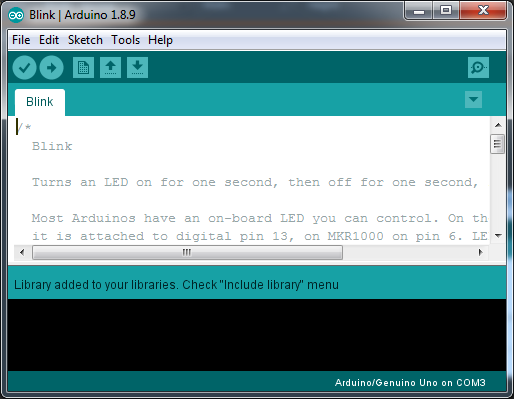 Blink | Arduino 1.8.9
File Edit Sketch Tools Help
Blink
/*
Blink
Turns an LED on for one second, then off for one second,
Most Arduinos have an on-board LED you can control. On th
it is attached to digital pin 13, on MKR1000 on pin 6. LE
Library added to your libraries. Check "Include library" menu
Arduino/Genuino Uno on COM3